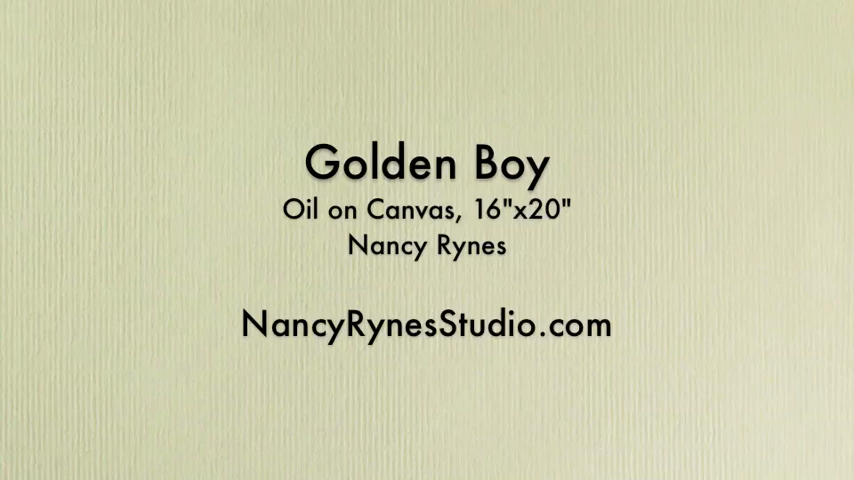 Golden Boy
Oil on Canvas, 16"x20"
Nancy Rynes
NancyRynesStudio.com